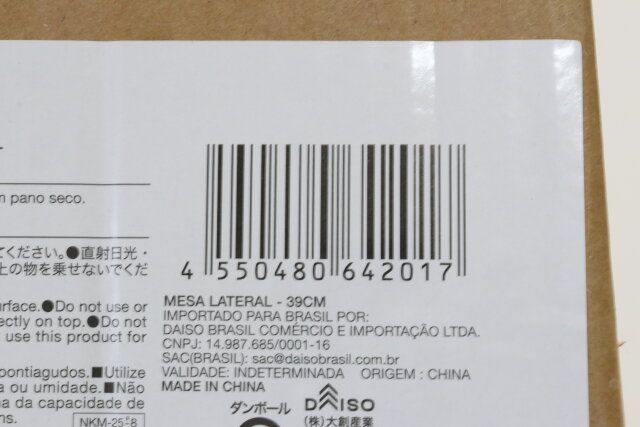 n pano seco.
てください。●直射日光・
上の物を乗せないでくだ
urface.●Do not use or
ectly on top.●Do not
use this product for
pontiagudos.■Utilize
a ou umidade.■Não
na da capacidade de
ns.
NKM-25-8
4 550480 642017
MESA LATERAL - 39CM
IMPORTADO PARA BRASIL POR:
DAISO BRASIL COMÉRCIO E IMPORTAÇÃO LTDA.
CNPJ: 14.987.685/0001-16
SAC(BRASIL): sac@daisobrasil.com.br
VALIDADE: INDETERMINADA ORIGEM : CHINA
MADE IN CHINA
ダンボール
DAISO
(株)大創産業